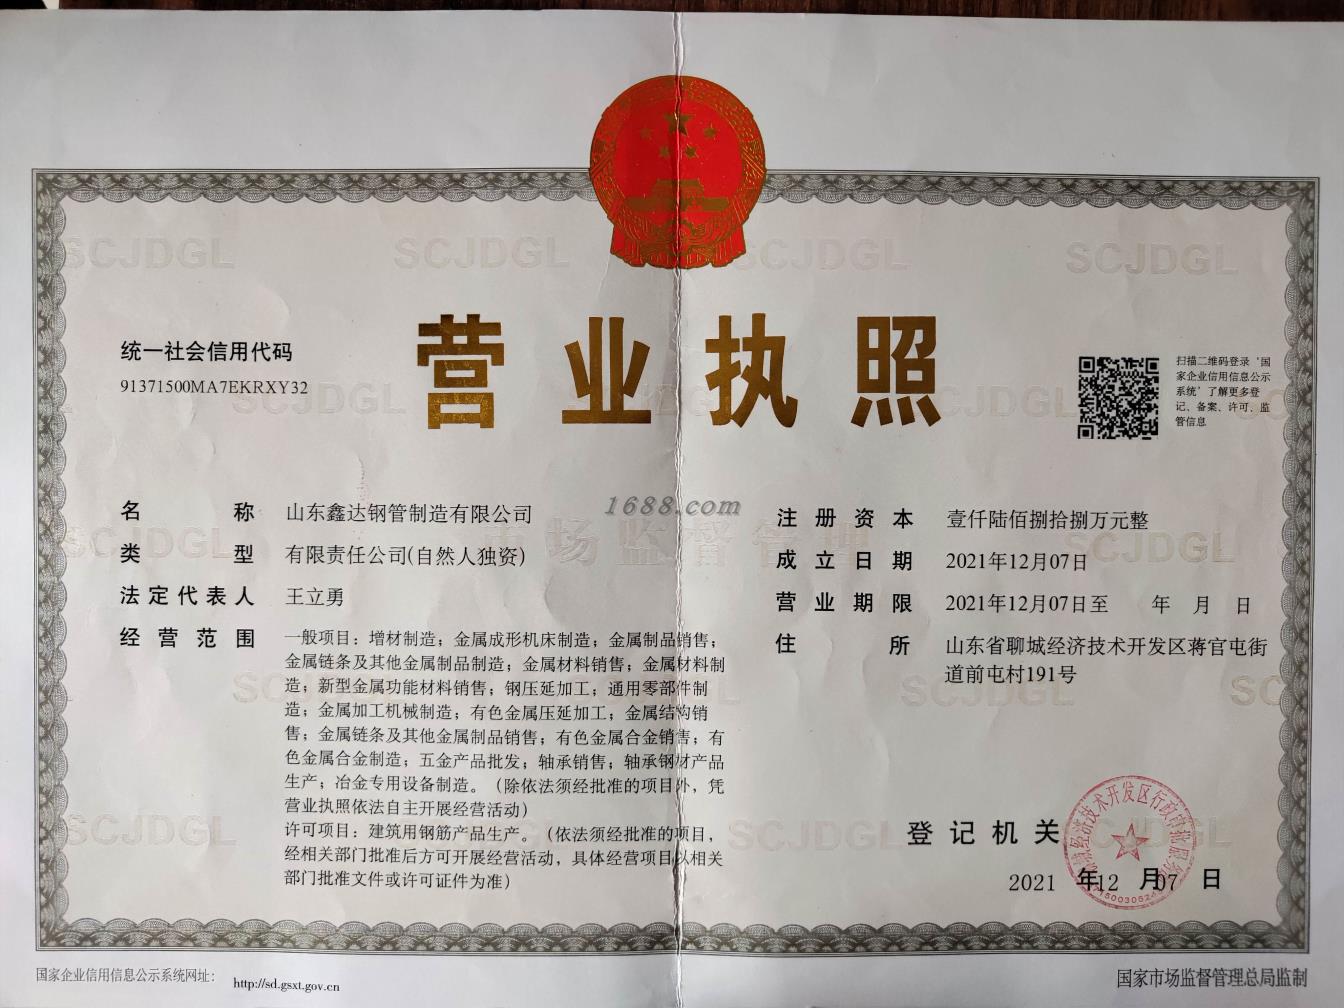 营业执照
统一社会信用代码
91371500MA7EKRXY32
扫描二维码登录‘国
家企业信用信息公示
系统’了解更多登
记、备案、许可、监
管信息
1688.com
名称 山东鑫达钢管制造有限公司
类型 有限责任公司(自然人独资)
法定代表人 王立勇
经营范围 一般项目：增材制造；金属成形机床制造；金属制品销售；
金属链条及其他金属制品制造；金属材料销售；金属材料制
造；新型金属功能材料销售；钢压延加工；通用零部件制
造；金属加工机械制造；有色金属压延加工；金属结构销
售；金属链条及其他金属制品销售；有色金属合金销售；有
色金属合金制造；五金产品批发；轴承销售；轴承钢材产品
生产；冶金专用设备制造。（除依法须经批准的项目外，凭
营业执照依法自主开展经营活动）
许可项目：建筑用钢筋产品生产。（依法须经批准的项目，
经相关部门批准后方可开展经营活动，具体经营项目以相关
部门批准文件或许可证件为准）
注册资本 壹仟陆佰捌拾捌万元整
成立日期 2021年12月07日
营业期限 2021年12月07日至 年 月 日
住所 山东省聊城经济技术开发区蒋官屯街
道前屯村191号
登记机关
2021 年12 月07 日
国家企业信用信息公示系统网址：
http://sd.gsxt.gov.cn
国家市场监督管理总局监制
SCJDGL
市场监督管理